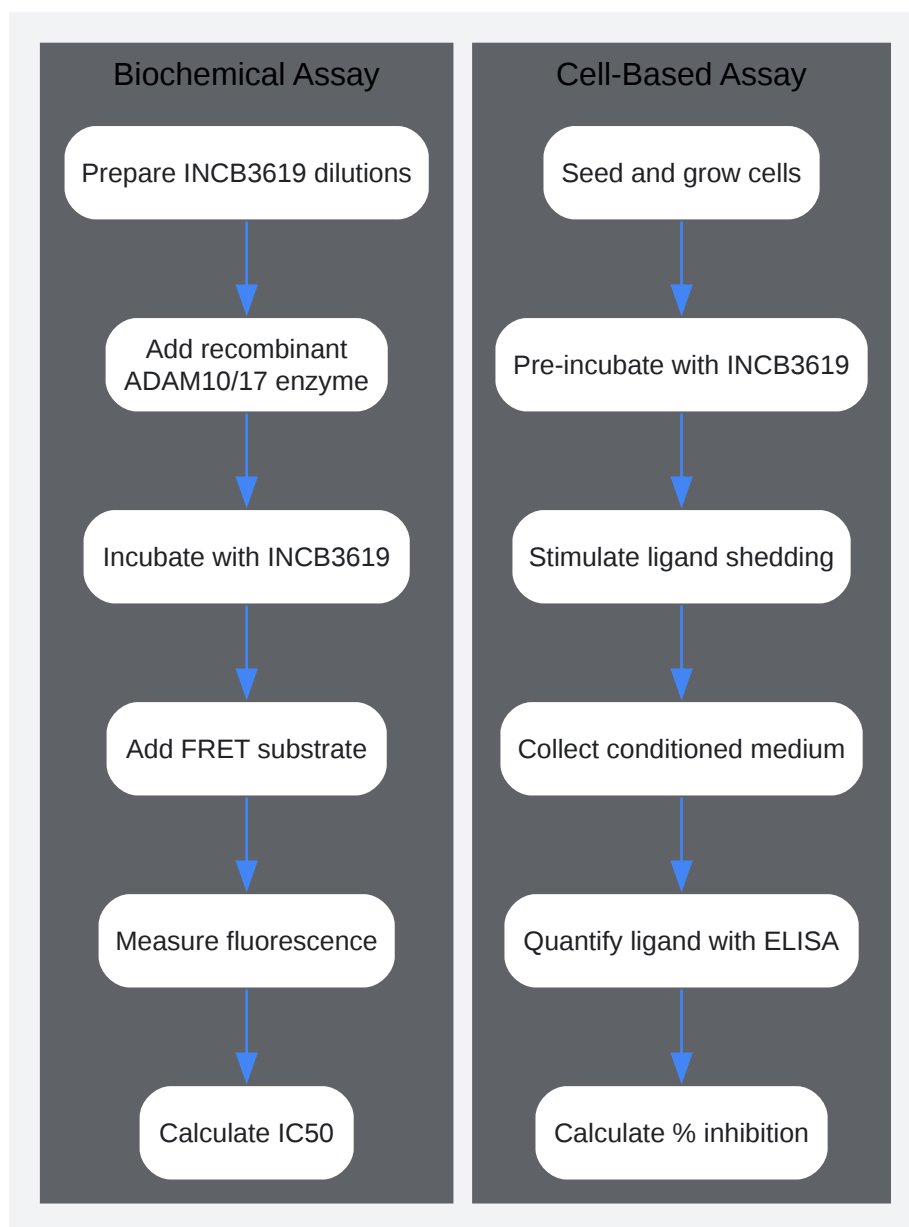 Biochemical Assay
Prepare INCB3619 dilutions
Add recombinant
ADAM10/17 enzyme
Incubate with INCB3619
Add FRET substrate
Measure fluorescence
Calculate IC50
Cell-Based Assay
Seed and grow cells
Pre-incubate with INCB3619
Stimulate ligand shedding
Collect conditioned medium
Quantify ligand with ELISA
Calculate % inhibition